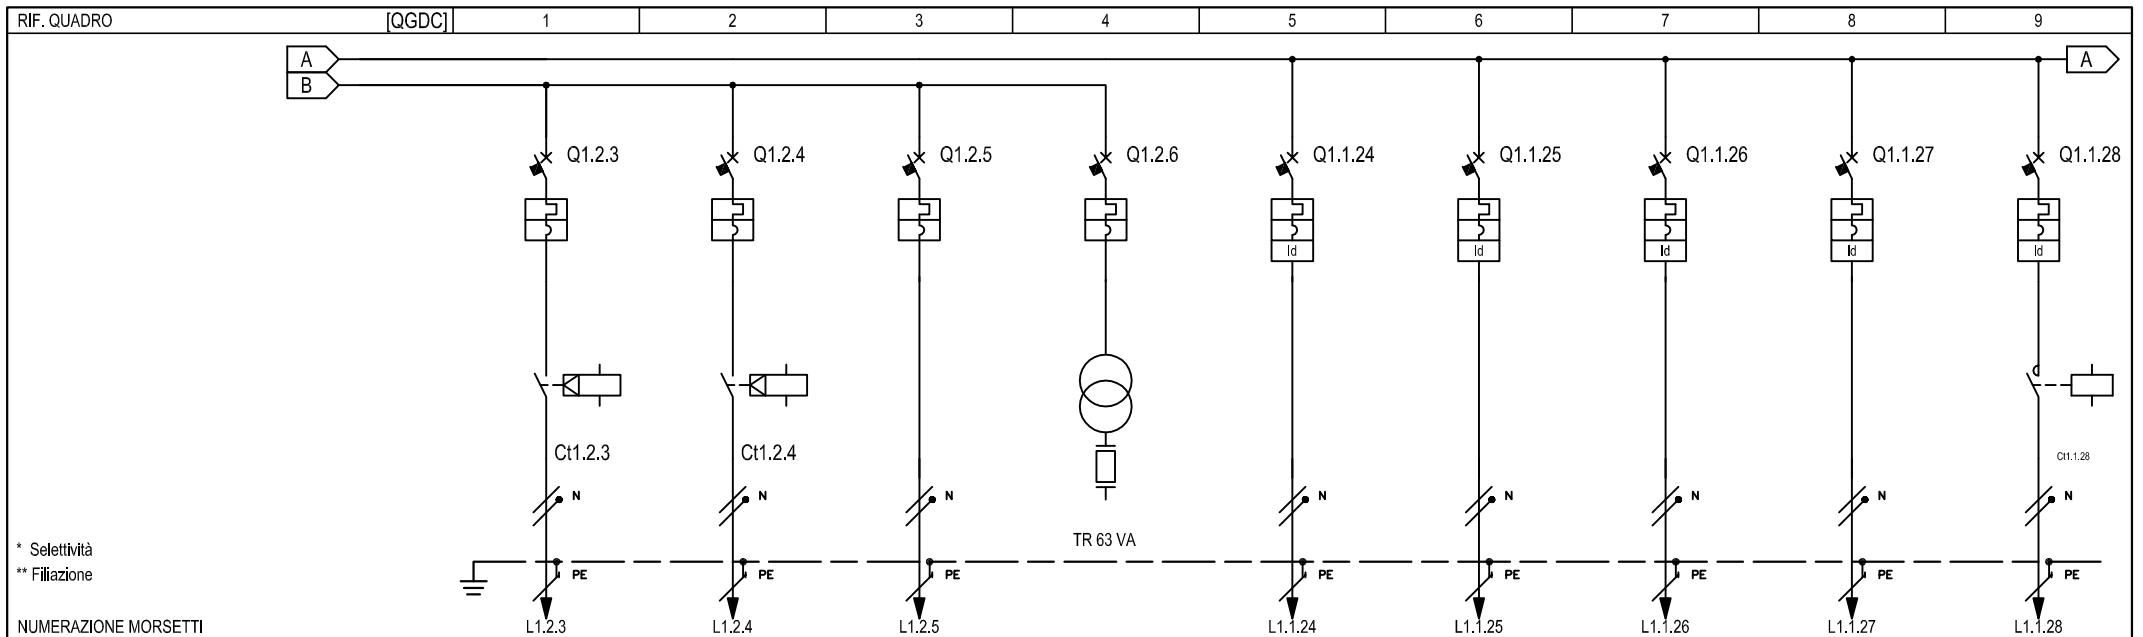 RIF. QUADRO [QGDC] 1 2 3 4 5 6 7 8 9
A A
B
Q1.2.3 Q1.2.4 Q1.2.5 Q1.2.6 Q1.1.24 Q1.1.25 Q1.1.26 Q1.1.27 Q1.1.28
Id Id Id Id Id
Ct1.2.3 Ct1.2.4 Ct1.1.28
N N N N N N N N
TR 63 VA
* Selettività
** Filiazione
PE PE PE PE PE PE PE PE
NUMERAZIONE MORSETTI L1.2.3 L1.2.4 L1.2.5 L1.1.24 L1.1.25 L1.1.26 L1.1.27 L1.1.28